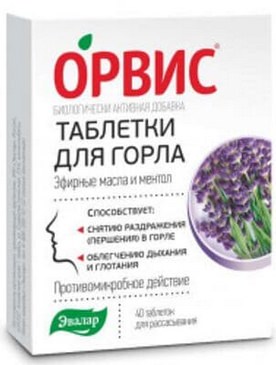 ОРВИС®
БИОЛОГИЧЕСКИ АКТИВНАЯ ДОБАВКА
ТАБЛЕТКИ
ДЛЯ ГОРЛА
Эфирные масла и ментол
СПОСОБСТВУЕТ:
СНЯТИЮ РАЗДРАЖЕНИЯ
(ПЕРШЕНИЯ) В ГОРЛЕ
ОБЛЕГЧЕНИЮ ДЫХАНИЯ
И ГЛОТАНИЯ
Противомикробное действие
Эвалар
40 таблеток
для рассасывания